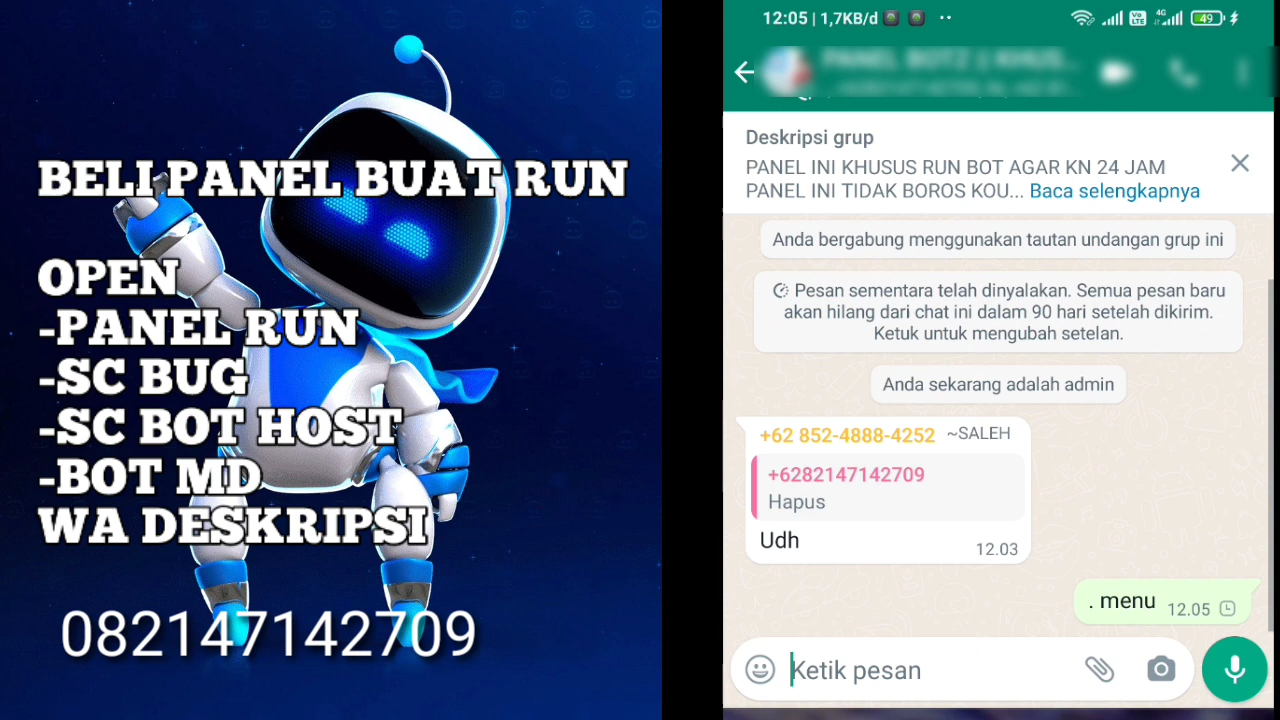 BELI PANEL BUAT RUN
OPEN
-PANEL RUN
-SC BUG
-SC BOT HOST
-BOT MD
WA DESKRIPSI
082147142709
12:05 | 1,7KB/d
Vo LTE
4G
49
Deskripsi grup
PANEL INI KHUSUS RUN BOT AGAR KN 24 JAM
PANEL INI TIDAK BOROS KOU... Baca selengkapnya
Anda bergabung menggunakan tautan undangan grup ini
Pesan sementara telah dinyalakan. Semua pesan baru
akan hilang dari chat ini dalam 90 hari setelah dikirim.
Ketuk untuk mengubah setelan.
Anda sekarang adalah admin
+62 852-4888-4252 ~SALEH
+6282147142709
Hapus
Udh
12.03
. menu 12.05
Ketik pesan